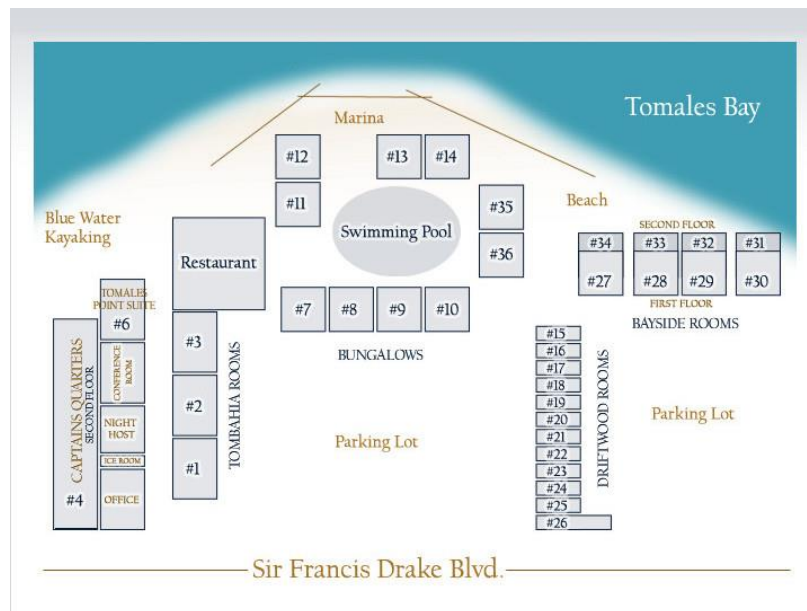 Tomales Bay
Marina
#12
#13
#14
#11
Swimming Pool
#35
#36
Beach
Blue Water
Kayaking
Restaurant
SECOND FLOOR
#34
#33
#32
#31
#27
#28
#29
#30
FIRST FLOOR
BAYSIDE ROOMS
TOMALES
POINT SUITE
#6
#7
#8
#9
#10
BUNGALOWS
CAPTAINS QUARTERS
SECOND FLOOR
#4
CONFERENCE
ROOM
NIGHT
HOST
ICE ROOM
OFFICE
#3
#2
#1
TOMBAHIA ROOMS
Parking Lot
#15
#16
#17
#18
#19
#20
#21
#22
#23
#24
#25
#26
DRIFTWOOD ROOMS
Parking Lot
Sir Francis Drake Blvd.